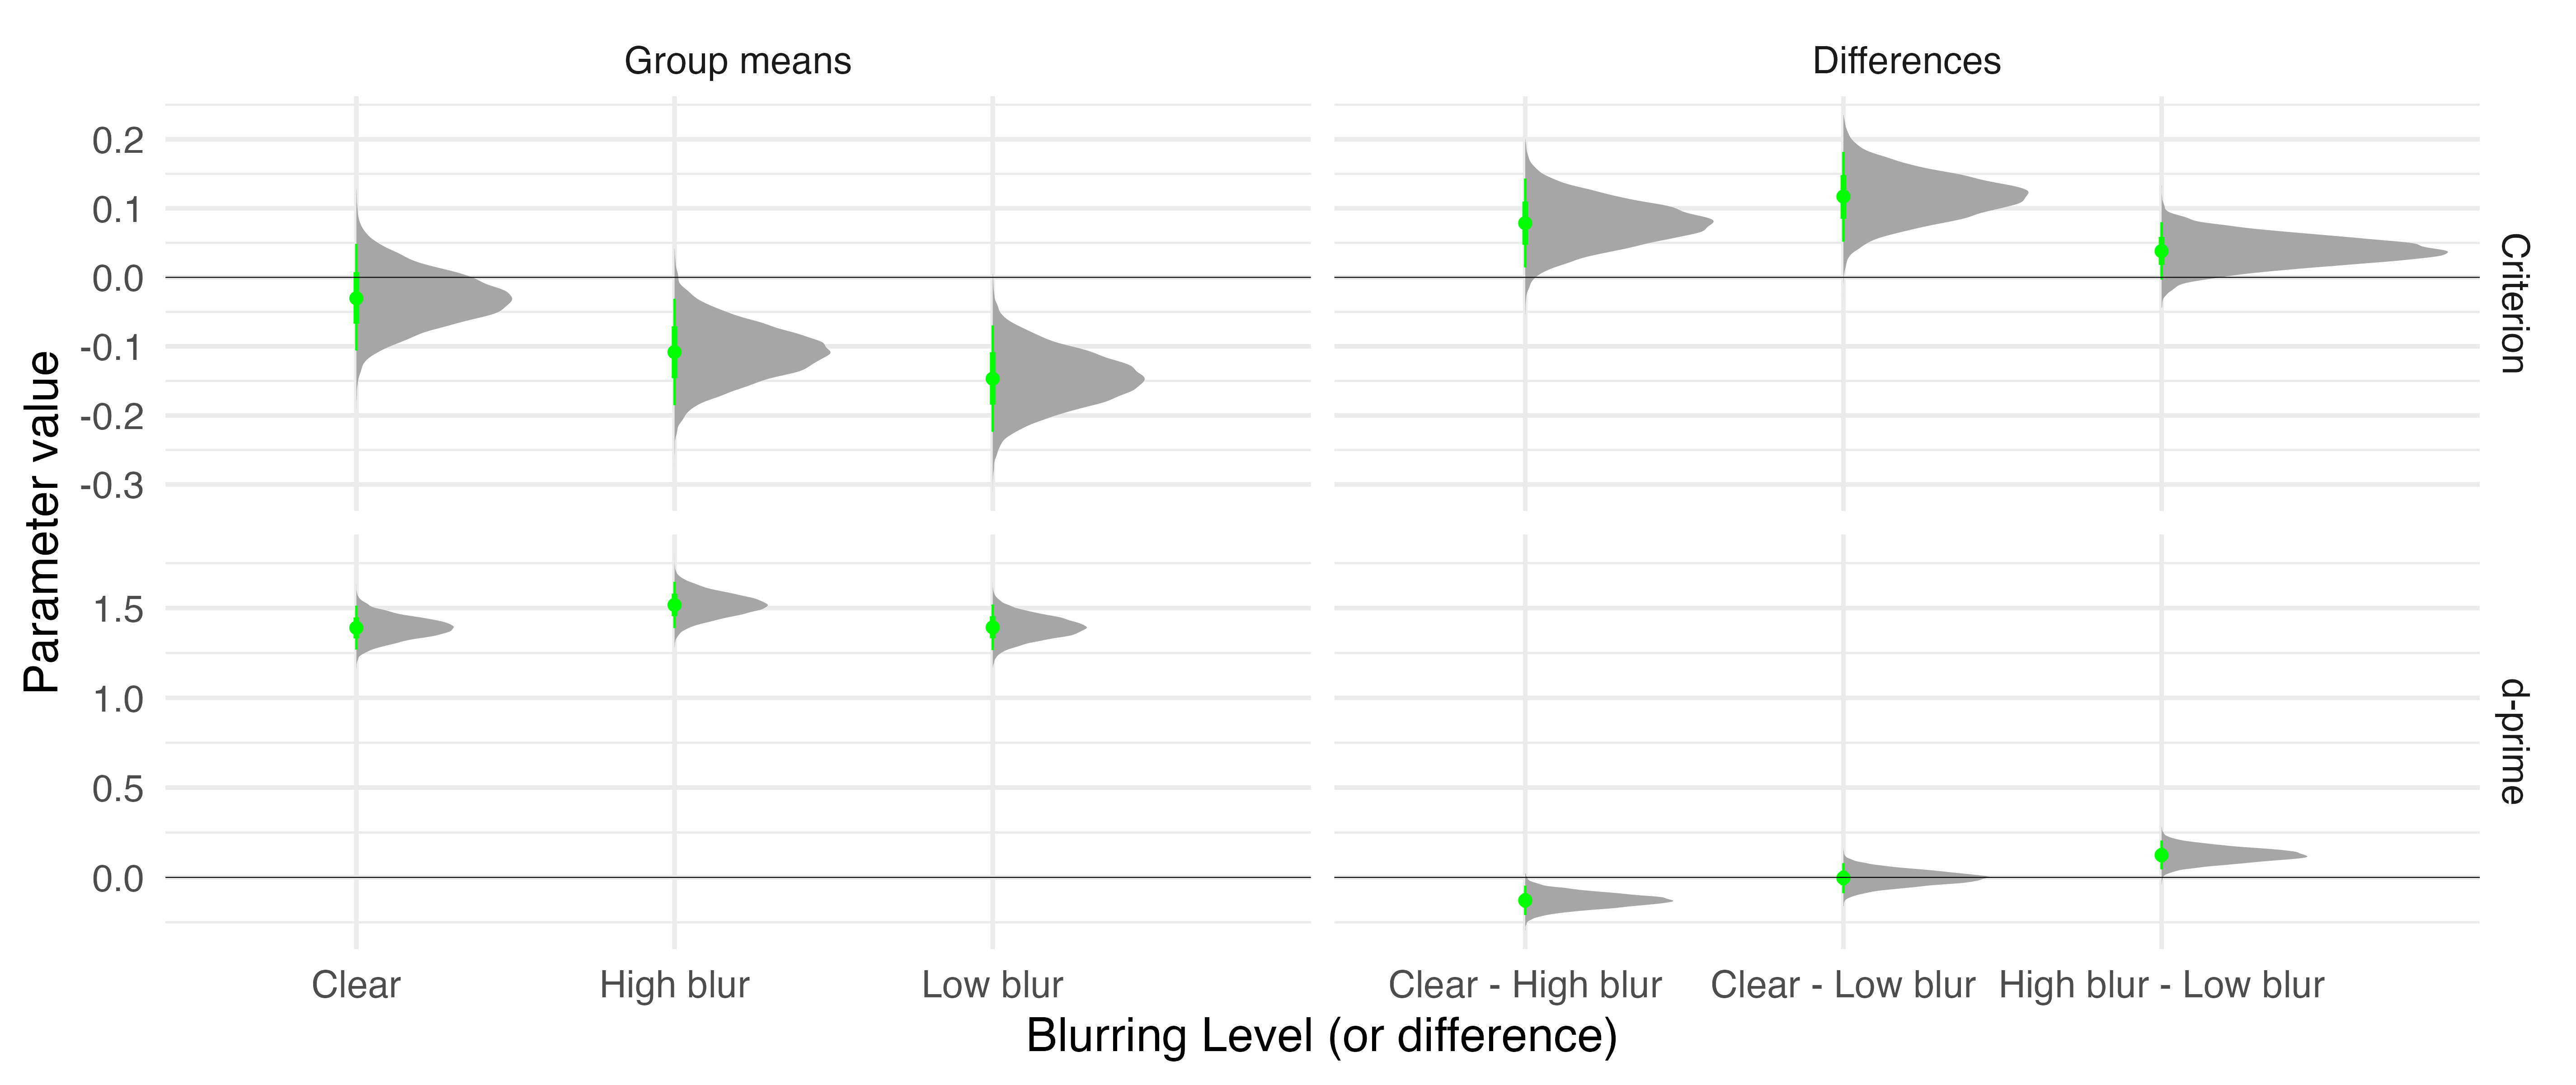 Group means
Differences
Parameter value
0.2
0.1
0.0
-0.1
-0.2
-0.3
Criterion
1.5
1.0
0.5
0.0
d-prime
Clear
High blur
Low blur
Clear - High blur
Clear - Low blur
High blur - Low blur
Blurring Level (or difference)